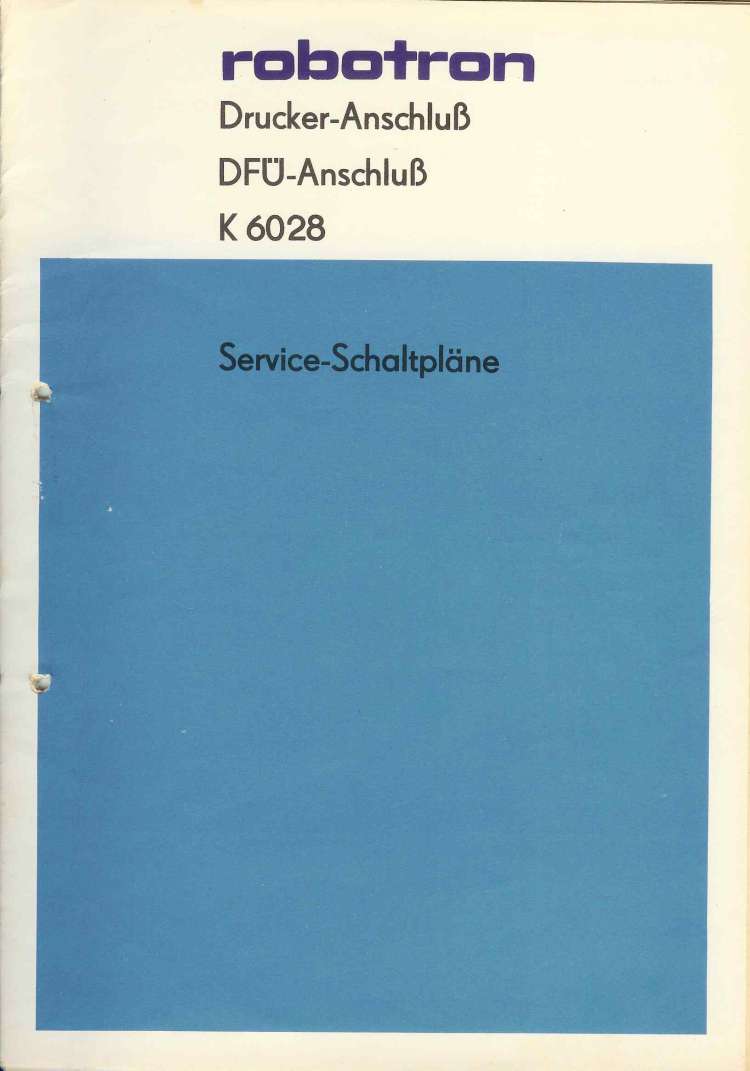 robotron
Drucker-Anschluß
DFÜ-Anschluß
K 6028
Service-Schaltpläne